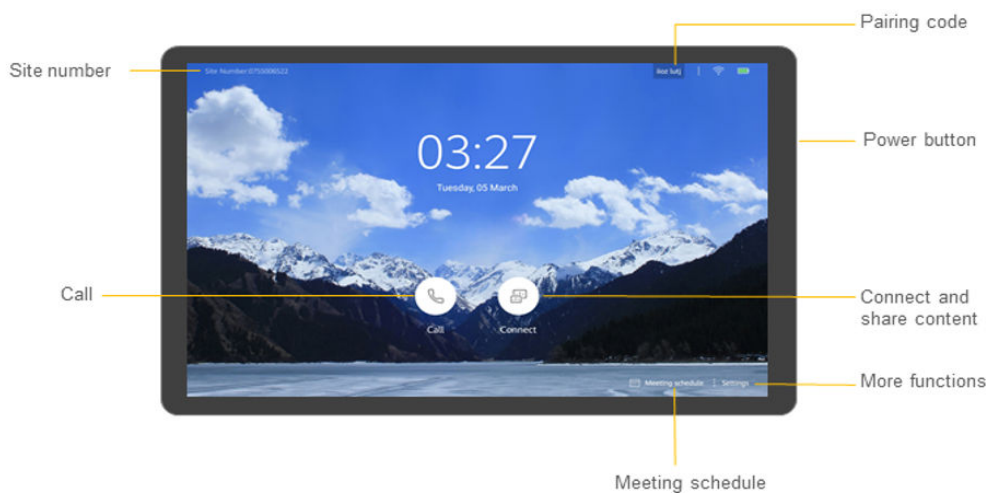 Pairing code
Site number
Site Number:0755000522
Power button
03:27
Tuesday, 05 March
Call
Connect and
share content
Call
Connect
Meeting schedule
Settings
More functions
Meeting schedule